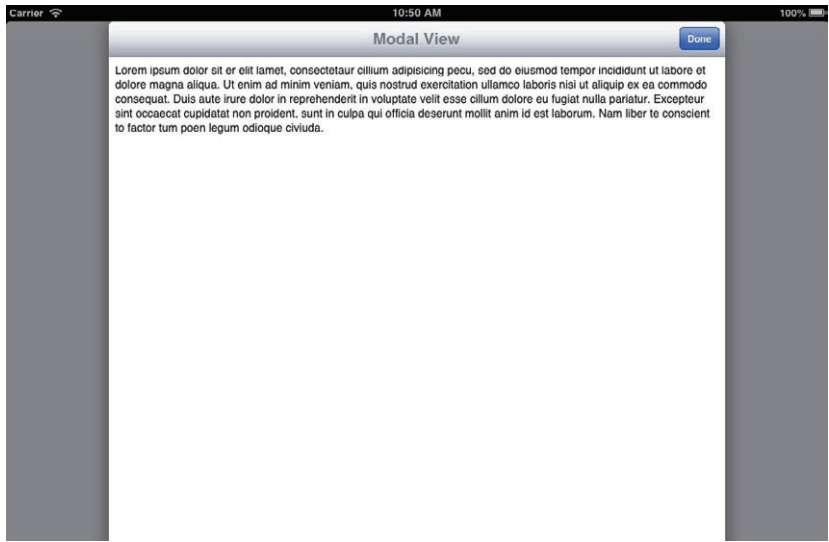 Carrier
10:50 AM
100%
Modal View
Done
Lorem ipsum dolor sit er elit lamet, consectetaur cillium adipisicing pecu, sed do eiusmod tempor incididunt ut labore et
dolore magna aliqua. Ut enim ad minim veniam, quis nostrud exercitation ullamco laboris nisi ut aliquip ex ea commodo
consequat. Duis aute irure dolor in reprehenderit in voluptate velit esse cillum dolore eu fugiat nulla pariatur. Excepteur
sint occaecat cupidatat non proident, sunt in culpa qui officia deserunt mollit anim id est laborum. Nam liber te conscient
to factor tum poen legum odioque civiuda.